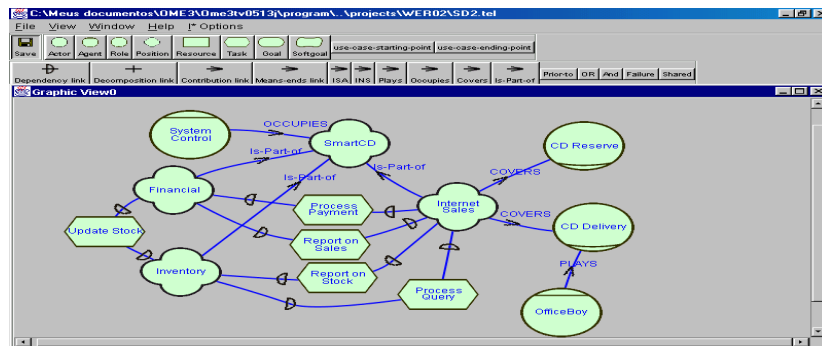 C:\Meus documentos\OME3\Ome3tv0513j\program\..\projects\WER02\SD2.tel
File View Window Help I* Options
Save Actor Agent Role Position Resource Task Goal Softgoal use-case-starting-point use-case-ending-point
Dependency link Decomposition link Contribution link Means-ends link ISA INS Plays Occupies Covers Is-Part-of Prior-to OR And Failure Shared
Graphic View0
System
Control
OCCUPIES
SmartCD
CD Reserve
Is-Part-of
Is-Part-of
Is-Part-of
COVERS
Financial
Process
Payment
Internet
Sales
COVERS
Update Stock
Report on
Sales
CD Delivery
Inventory
Report on
Stock
PLAYS
Process
Query
OfficeBoy